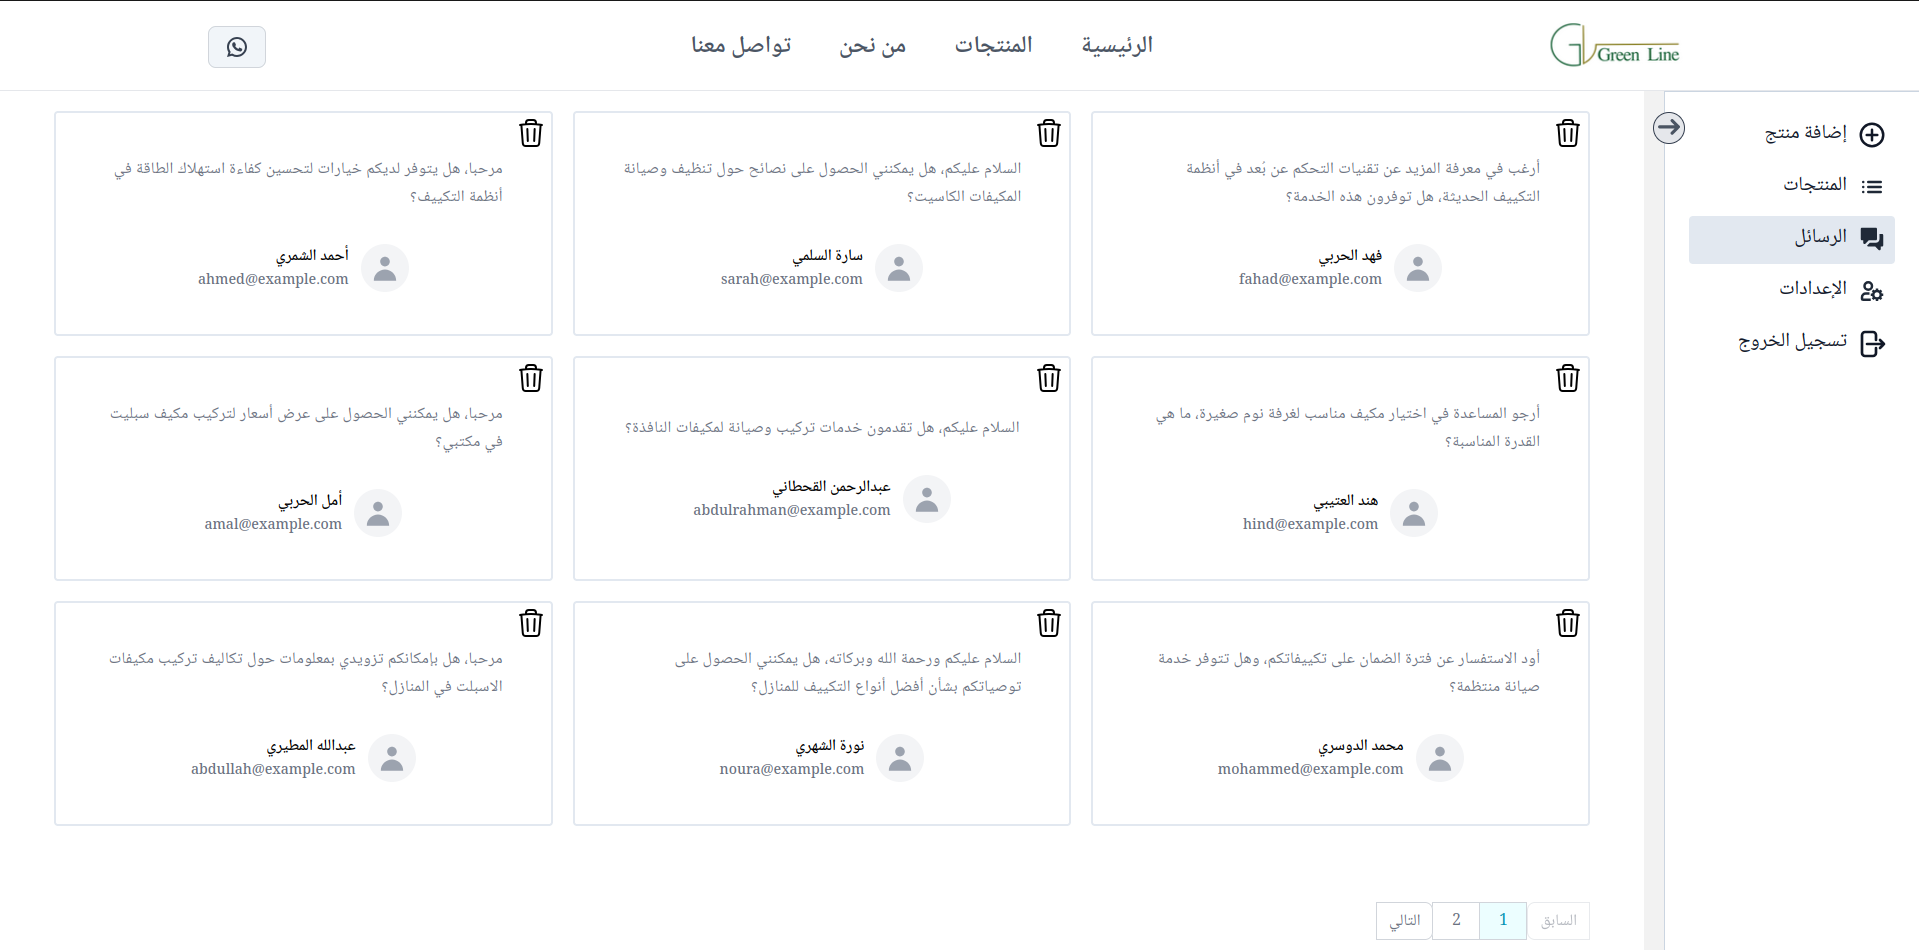 Green Line
الرئيسية
المنتجات
من نحن
تواصل معنا
إضافة منتج
المنتجات
الرسائل
الإعدادات
تسجيل الخروج
أرغب في معرفة المزيد عن تقنيات التحكم عن بُعد في أنظمة
التكييف الحديثة، هل توفرون هذه الخدمة؟
فهد الحربي
fahad@example.com
السلام عليكم، هل يمكنني الحصول على نصائح حول تنظيف وصيانة
المكيفات الكاسيت؟
سارة السلمي
sarah@example.com
مرحبا، هل يتوفر لديكم خيارات لتحسين كفاءة استهلاك الطاقة في
أنظمة التكييف؟
أحمد الشمري
ahmed@example.com
أرجو المساعدة في اختيار مكيف مناسب لغرفة نوم صغيرة، ما هي
القدرة المناسبة؟
هند العتيبي
hind@example.com
السلام عليكم، هل تقدمون خدمات تركيب وصيانة لمكيفات النافذة؟
عبدالرحمن القحطاني
abdulrahman@example.com
مرحبا، هل يمكنني الحصول على عرض أسعار لتركيب مكيف سبليت
في مكتبي؟
أمل الحربي
amal@example.com
أود الاستفسار عن فترة الضمان على تكييفاتكم، وهل تتوفر خدمة
صيانة منتظمة؟
محمد الدوسري
mohammed@example.com
السلام عليكم ورحمة الله وبركاته، هل يمكنني الحصول على
توصياتكم بشأن أفضل أنواع التكييف للمنازل؟
نورة الشهري
noura@example.com
مرحبا، هل بإمكانكم تزويدي بمعلومات حول تكاليف تركيب مكيفات
الاسبلت في المنازل؟
عبدالله المطيري
abdullah@example.com
السابق
1
2
التالي